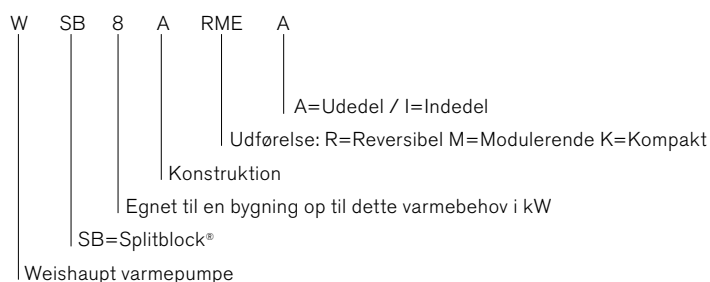 W SB 8 A RME A
A=Udedel / I=Indedel
Udførelse: R=Reversibel M=Modulerende K=Kompakt
Konstruktion
Egnet til en bygning op til dette varmebehov i kW
SB=Splitblock®
Weishaupt varmepumpe